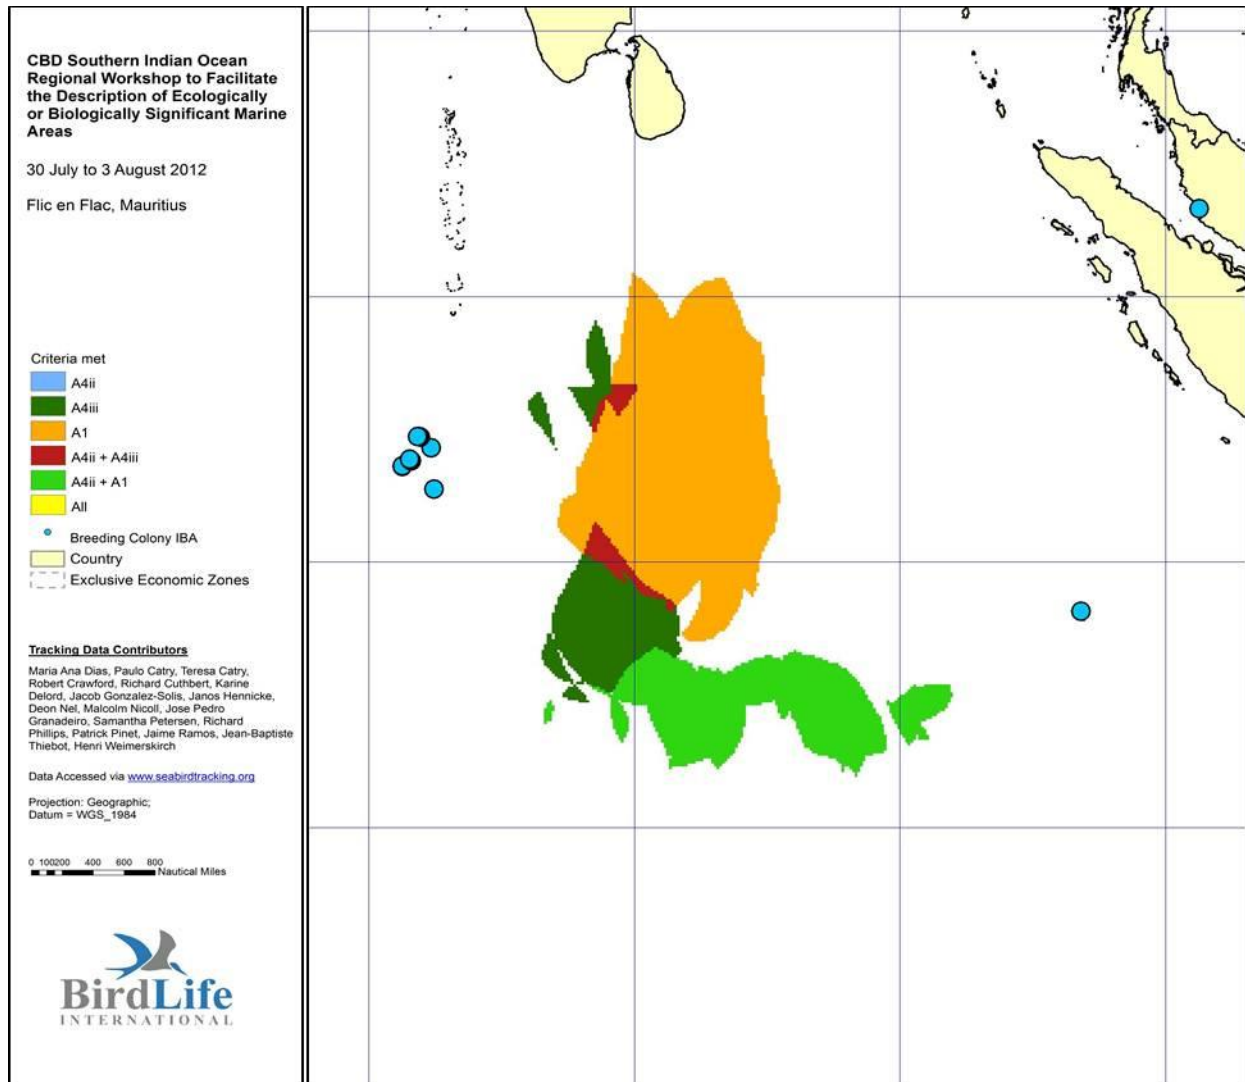 CBD Southern Indian Ocean
Regional Workshop to Facilitate
the Description of Ecologically
or Biologically Significant Marine
Areas
30 July to 3 August 2012
Flic en Flac, Mauritius
Criteria met
A4ii
A4iii
A1
A4ii + A4iii
A4ii + A1
All
Breeding Colony IBA
Country
Exclusive Economic Zones
Tracking Data Contributors
Maria Ana Dias, Paulo Catry, Teresa Catry,
Robert Crawford, Richard Cuthbert, Karine
Delord, Jacob Gonzalez-Solis, Janos Hennicke,
Deon Nel, Malcolm Nicoll, Jose Pedro
Granadeiro, Samantha Petersen, Richard
Phillips, Patrick Pinet, Jaime Ramos, Jean-Baptiste
Thiebot, Henri Weimerskirch
Data Accessed via www.seabirdtracking.org
Projection: Geographic;
Datum = WGS_1984
0 100200 400 600 800
Nautical Miles
BirdLife
INTERNATIONAL